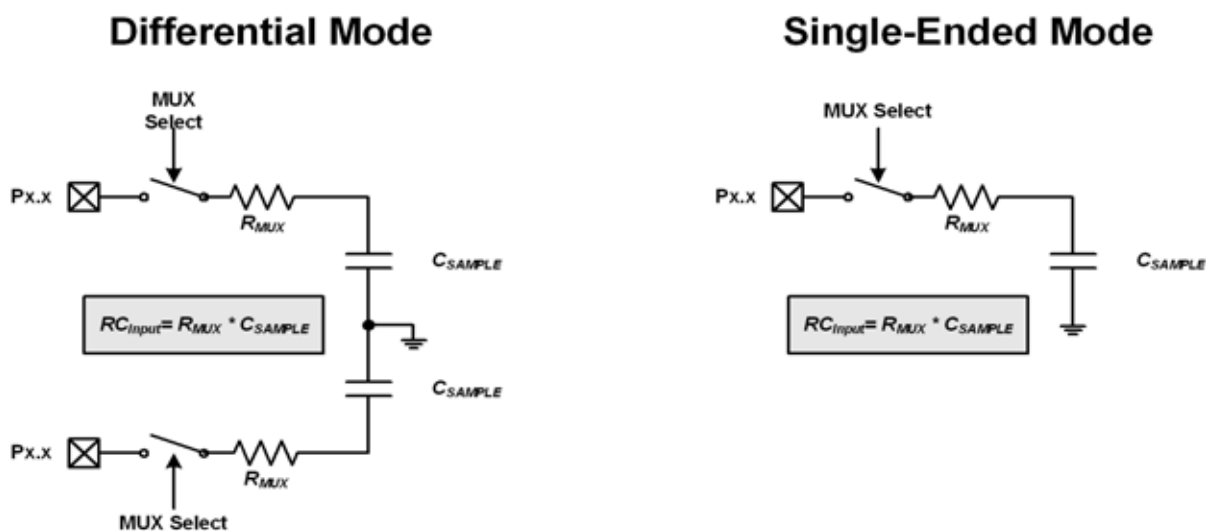 Differential Mode
MUX
Select
Px.x
RMUX
CSAMPLE
RCInput= RMUX * CSAMPLE
CSAMPLE
Px.x
RMUX
MUX Select
Single-Ended Mode
MUX Select
Px.x
RMUX
CSAMPLE
RCInput= RMUX * CSAMPLE